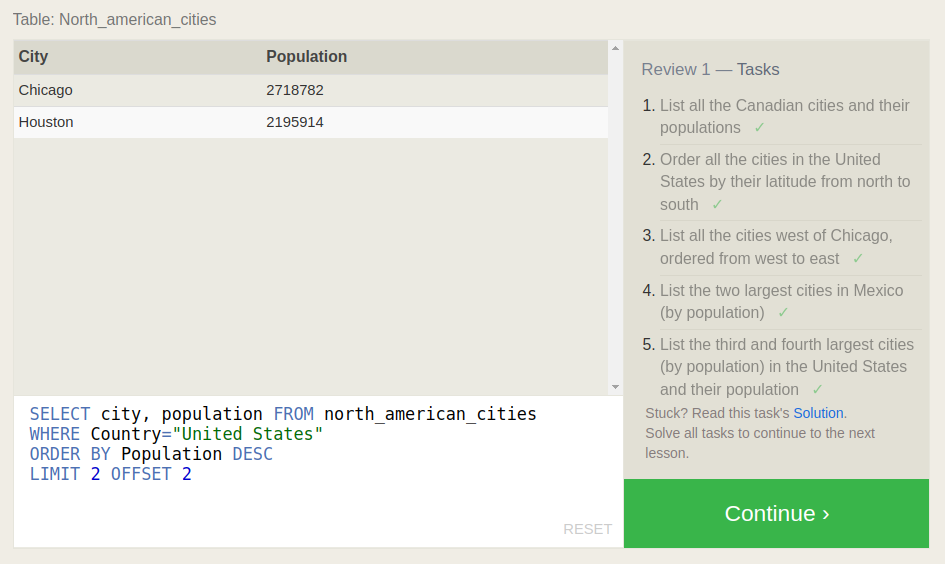 Table: North_american_cities
City Population
Chicago 2718782
Houston 2195914
SELECT city, population FROM north_american_cities
WHERE Country="United States"
ORDER BY Population DESC
LIMIT 2 OFFSET 2
RESET
Review 1 — Tasks
1. List all the Canadian cities and their
populations ✓
2. Order all the cities in the United
States by their latitude from north to
south ✓
3. List all the cities west of Chicago,
ordered from west to east ✓
4. List the two largest cities in Mexico
(by population) ✓
5. List the third and fourth largest cities
(by population) in the United States
and their population ✓
Stuck? Read this task's Solution.
Solve all tasks to continue to the next
lesson.
Continue ›